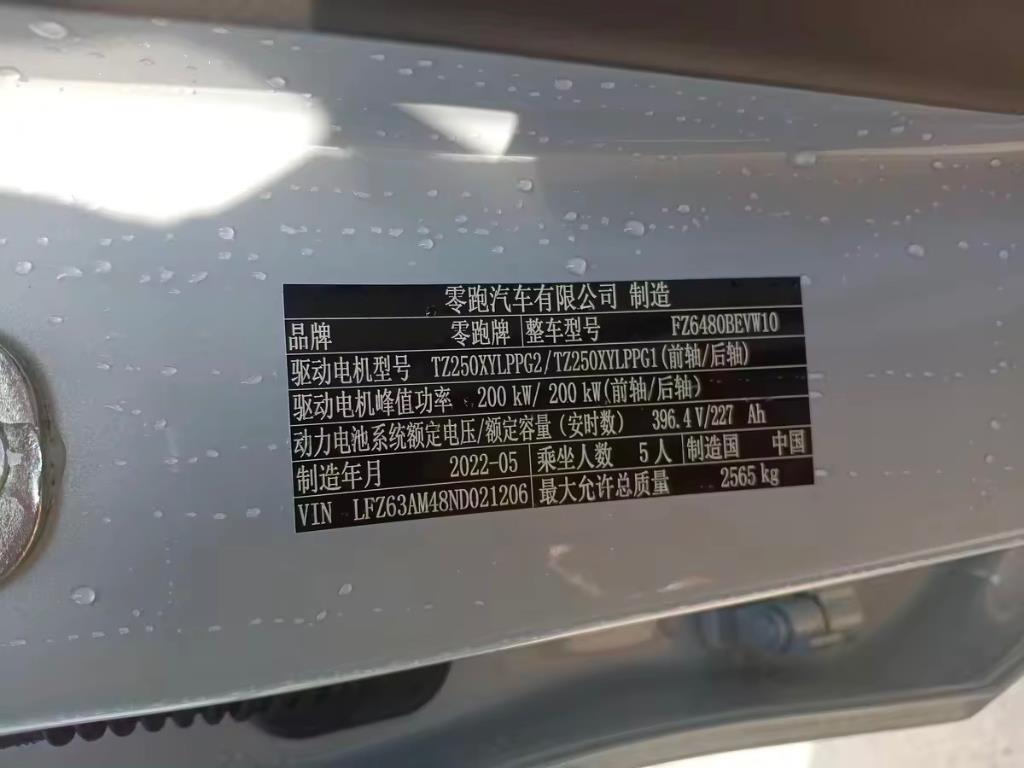 零跑汽车有限公司 制造
品牌 零跑牌 整车型号 FZ6480BEVW10
驱动电机型号 TZ250XYLPPG2/TZ250XYLPPG1(前轴/后轴)
驱动电机峰值功率 200 kW/ 200 kW(前轴/后轴)
动力电池系统额定电压/额定容量(安时数) 396.4V/227 Ah
制造年月 2022-05 乘坐人数 5人 制造国 中国
VIN LFZ63AM48ND021206 最大允许总质量 2565 kg